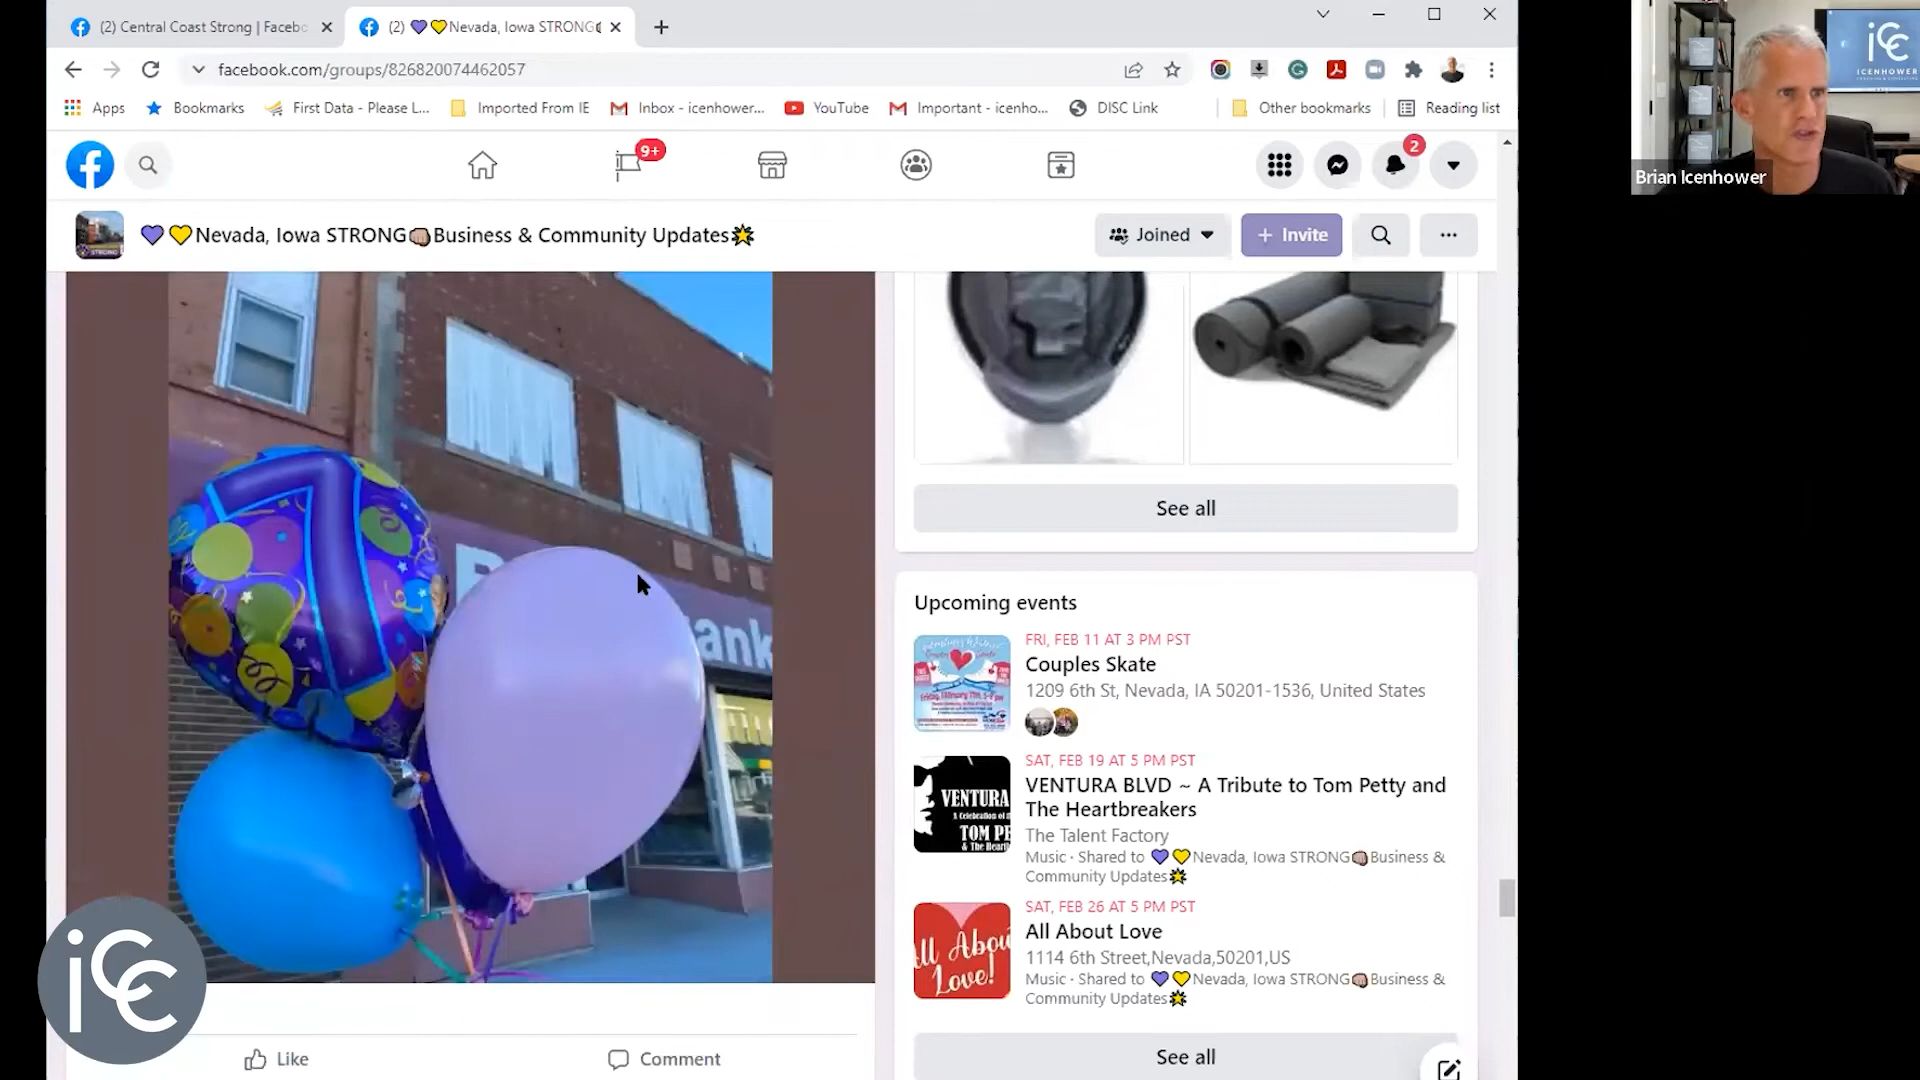 (2) Central Coast Strong | Facebo
(2) 💜💛Nevada, Iowa STRONG
facebook.com/groups/826820074462057
Apps
Bookmarks
First Data - Please L...
Imported From IE
Inbox - icenhower...
YouTube
Important - icenho...
DISC Link
Other bookmarks
Reading list
9+
2
💜💛Nevada, Iowa STRONG👊Business & Community Updates🌟
Joined
+ Invite
7
ank
See all
Upcoming events
FRI, FEB 11 AT 3 PM PST
Couples Skate
1209 6th St, Nevada, IA 50201-1536, United States
SAT, FEB 19 AT 5 PM PST
VENTURA BLVD ~ A Tribute to Tom Petty and
The Heartbreakers
The Talent Factory
Music · Shared to 💜💛Nevada, Iowa STRONG👊Business &
Community Updates🌟
VENTURA
TOM PE
& The Heart
SAT, FEB 26 AT 5 PM PST
All About Love
1114 6th Street,Nevada,50201,US
Music · Shared to 💜💛Nevada, Iowa STRONG👊Business &
Community Updates🌟
All Abou
Love!
See all
Like
Comment
icc
icc
ICENHOWER
Brian Icenhower